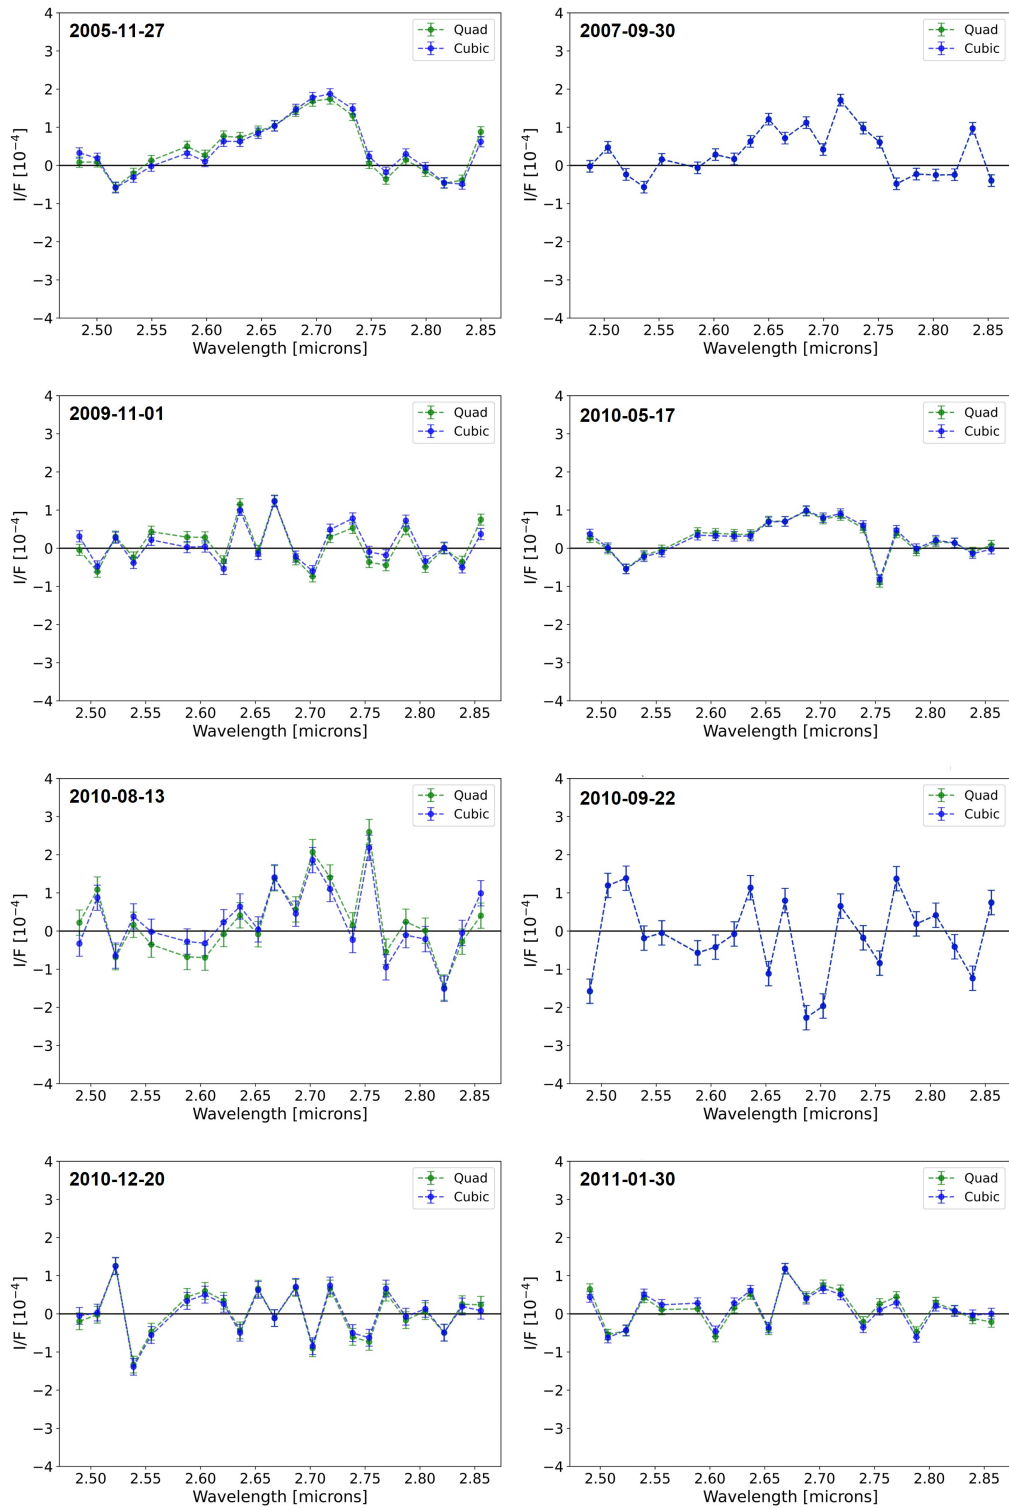 2005-11-27
Quad
Cubic
I/F [10⁻⁴]
4
3
2
1
0
−1
−2
−3
−4
2.50 2.55 2.60 2.65 2.70 2.75 2.80 2.85
Wavelength [microns]
2007-09-30
Quad
Cubic
I/F [10⁻⁴]
4
3
2
1
0
−1
−2
−3
−4
2.50 2.55 2.60 2.65 2.70 2.75 2.80 2.85
Wavelength [microns]
2009-11-01
Quad
Cubic
I/F [10⁻⁴]
4
3
2
1
0
−1
−2
−3
−4
2.50 2.55 2.60 2.65 2.70 2.75 2.80 2.85
Wavelength [microns]
2010-05-17
Quad
Cubic
I/F [10⁻⁴]
4
3
2
1
0
−1
−2
−3
−4
2.50 2.55 2.60 2.65 2.70 2.75 2.80 2.85
Wavelength [microns]
2010-08-13
Quad
Cubic
I/F [10⁻⁴]
4
3
2
1
0
−1
−2
−3
−4
2.50 2.55 2.60 2.65 2.70 2.75 2.80 2.85
Wavelength [microns]
2010-09-22
Quad
Cubic
I/F [10⁻⁴]
4
3
2
1
0
−1
−2
−3
−4
2.50 2.55 2.60 2.65 2.70 2.75 2.80 2.85
Wavelength [microns]
2010-12-20
Quad
Cubic
I/F [10⁻⁴]
4
3
2
1
0
−1
−2
−3
−4
2.50 2.55 2.60 2.65 2.70 2.75 2.80 2.85
Wavelength [microns]
2011-01-30
Quad
Cubic
I/F [10⁻⁴]
4
3
2
1
0
−1
−2
−3
−4
2.50 2.55 2.60 2.65 2.70 2.75 2.80 2.85
Wavelength [microns]